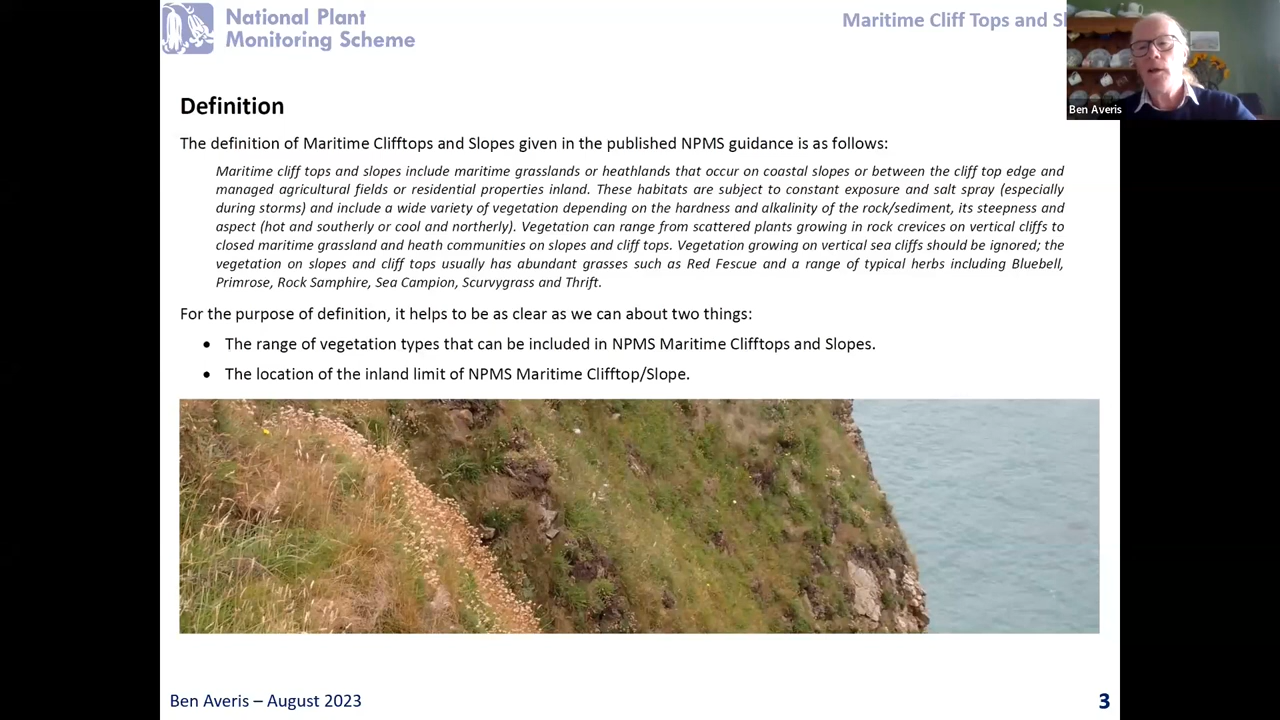 National Plant
Monitoring Scheme
Maritime Cliff Tops and
Ben Averis
Definition
The definition of Maritime Clifftops and Slopes given in the published NPMS guidance is as follows:
Maritime cliff tops and slopes include maritime grasslands or heathlands that occur on coastal slopes or between the cliff top edge and
managed agricultural fields or residential properties inland. These habitats are subject to constant exposure and salt spray (especially
during storms) and include a wide variety of vegetation depending on the hardness and alkalinity of the rock/sediment, its steepness and
aspect (hot and southerly or cool and northerly). Vegetation can range from scattered plants growing in rock crevices on vertical cliffs to
closed maritime grassland and heath communities on slopes and cliff tops. Vegetation growing on vertical sea cliffs should be ignored; the
vegetation on slopes and cliff tops usually has abundant grasses such as Red Fescue and a range of typical herbs including Bluebell,
Primrose, Rock Samphire, Sea Campion, Scurvygrass and Thrift.
For the purpose of definition, it helps to be as clear as we can about two things:
• The range of vegetation types that can be included in NPMS Maritime Clifftops and Slopes.
• The location of the inland limit of NPMS Maritime Clifftop/Slope.
Ben Averis – August 2023
3